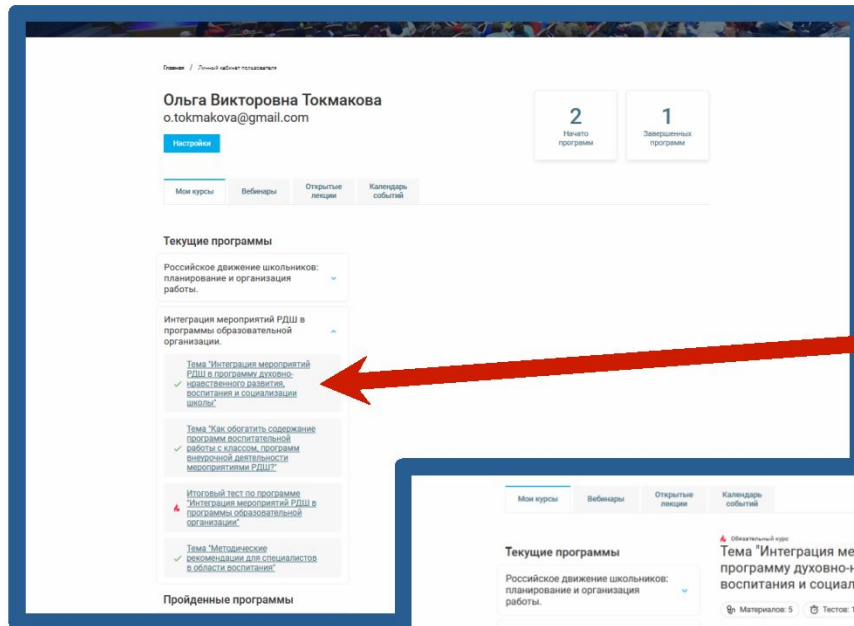 Главная / Личный кабинет пользователя
Ольга Викторовна Токмакова
o.tokmakova@gmail.com
Настройки
2
Начато
программ
1
Завершенных
программ
Мои курсы
Вебинары
Открытые
лекции
Календарь
событий
Текущие программы
Российское движение школьников:
планирование и организация
работы.
Интеграция мероприятий РДШ в
программы образовательной
организации.
Тема "Интеграция мероприятий
РДШ в программу духовно-
нравственного развития,
воспитания и социализации
школы"
Тема "Как обогатить содержание
программ воспитательной
работы с классом, программ
внеурочной деятельности
мероприятиями РДШ?"
Итоговый тест по программе
"Интеграция мероприятий РДШ в
программы образовательной
организации"
Тема "Методические
рекомендации для специалистов
в области воспитания"
Пройденные программы
Мои курсы
Вебинары
Открытые
лекции
Календарь
событий
Текущие программы
Российское движение школьников:
планирование и организация
работы.
Обязательный курс
Тема "Интеграция ме
программу духовно-н
воспитания и социал
Материалов: 5
Тестов: 1